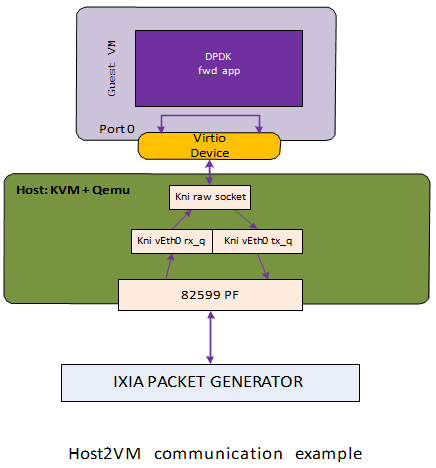 Guest VM
DPDK
fwd app
Port 0
Virtio
Device
Host: KVM + Qemu
Kni raw socket
Kni vEth0 rx_q
Kni vEth0 tx_q
82599 PF
IXIA PACKET GENERATOR
Host2VM communication example